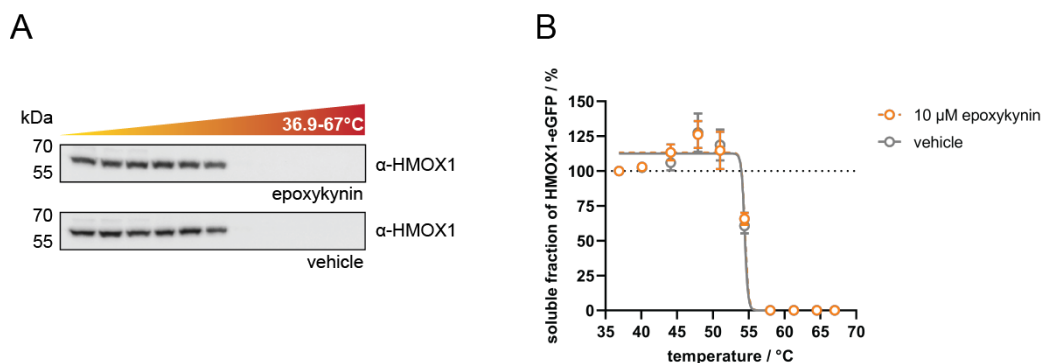 A
kDa
36.9-67°C
70
55
α-HMOX1
epoxykynin
70
55
α-HMOX1
vehicle
B
soluble fraction of HMOX1-eGFP / %
150
125
100
75
50
25
0
35 40 45 50 55 60 65 70
temperature / °C
10 µM epoxykynin
vehicle